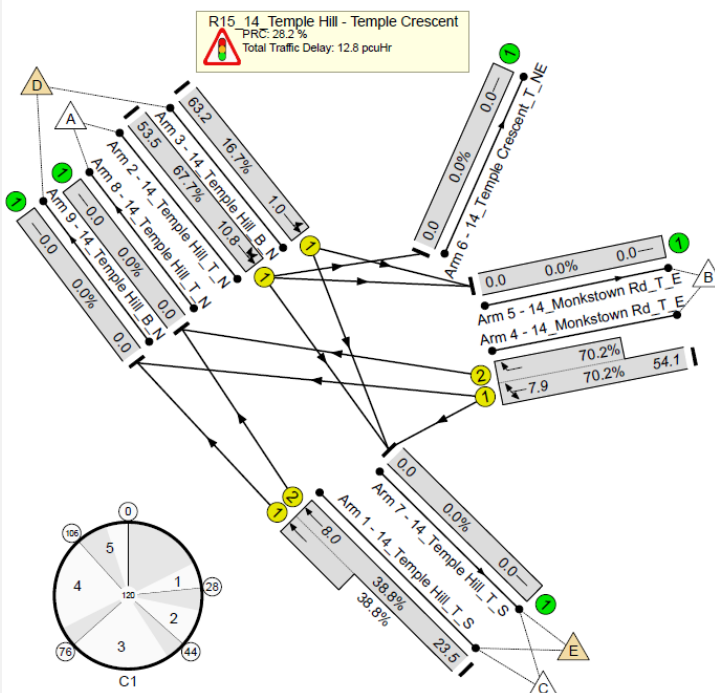 R15_14_Temple Hill - Temple Crescent
PRC: 28.2 %
Total Traffic Delay: 12.8 pcuHr
D
A
63.2
16.7%
1.0
Arm 3 - 14_Temple Hill_B_N
1
53.5
67.7%
10.8
Arm 2 - 14_Temple Hill_T_N
1
1
0.0
0.0%
0.0
Arm 8 - 14_Temple Hill_T_N
1
0.0
0.0%
0.0
Arm 9 - 14_Temple Hill_B_N
1
0.0
0.0%
0.0
Arm 6 - 14_Temple Crescent_T_NE
1
0.0
0.0%
0.0
Arm 5 - 14_Monkstown Rd_T_E
B
Arm 4 - 14_Monkstown Rd_T_E
2
70.2%
1
7.9
70.2%
54.1
1
2
8.0
38.8%
38.8%
23.5
Arm 1 - 14_Temple Hill_T_S
Arm 7 - 14_Temple Hill_T_S
0.0
0.0%
0.0
1
E
C
0
106
5
1
28
4
120
2
3
76
44
C1